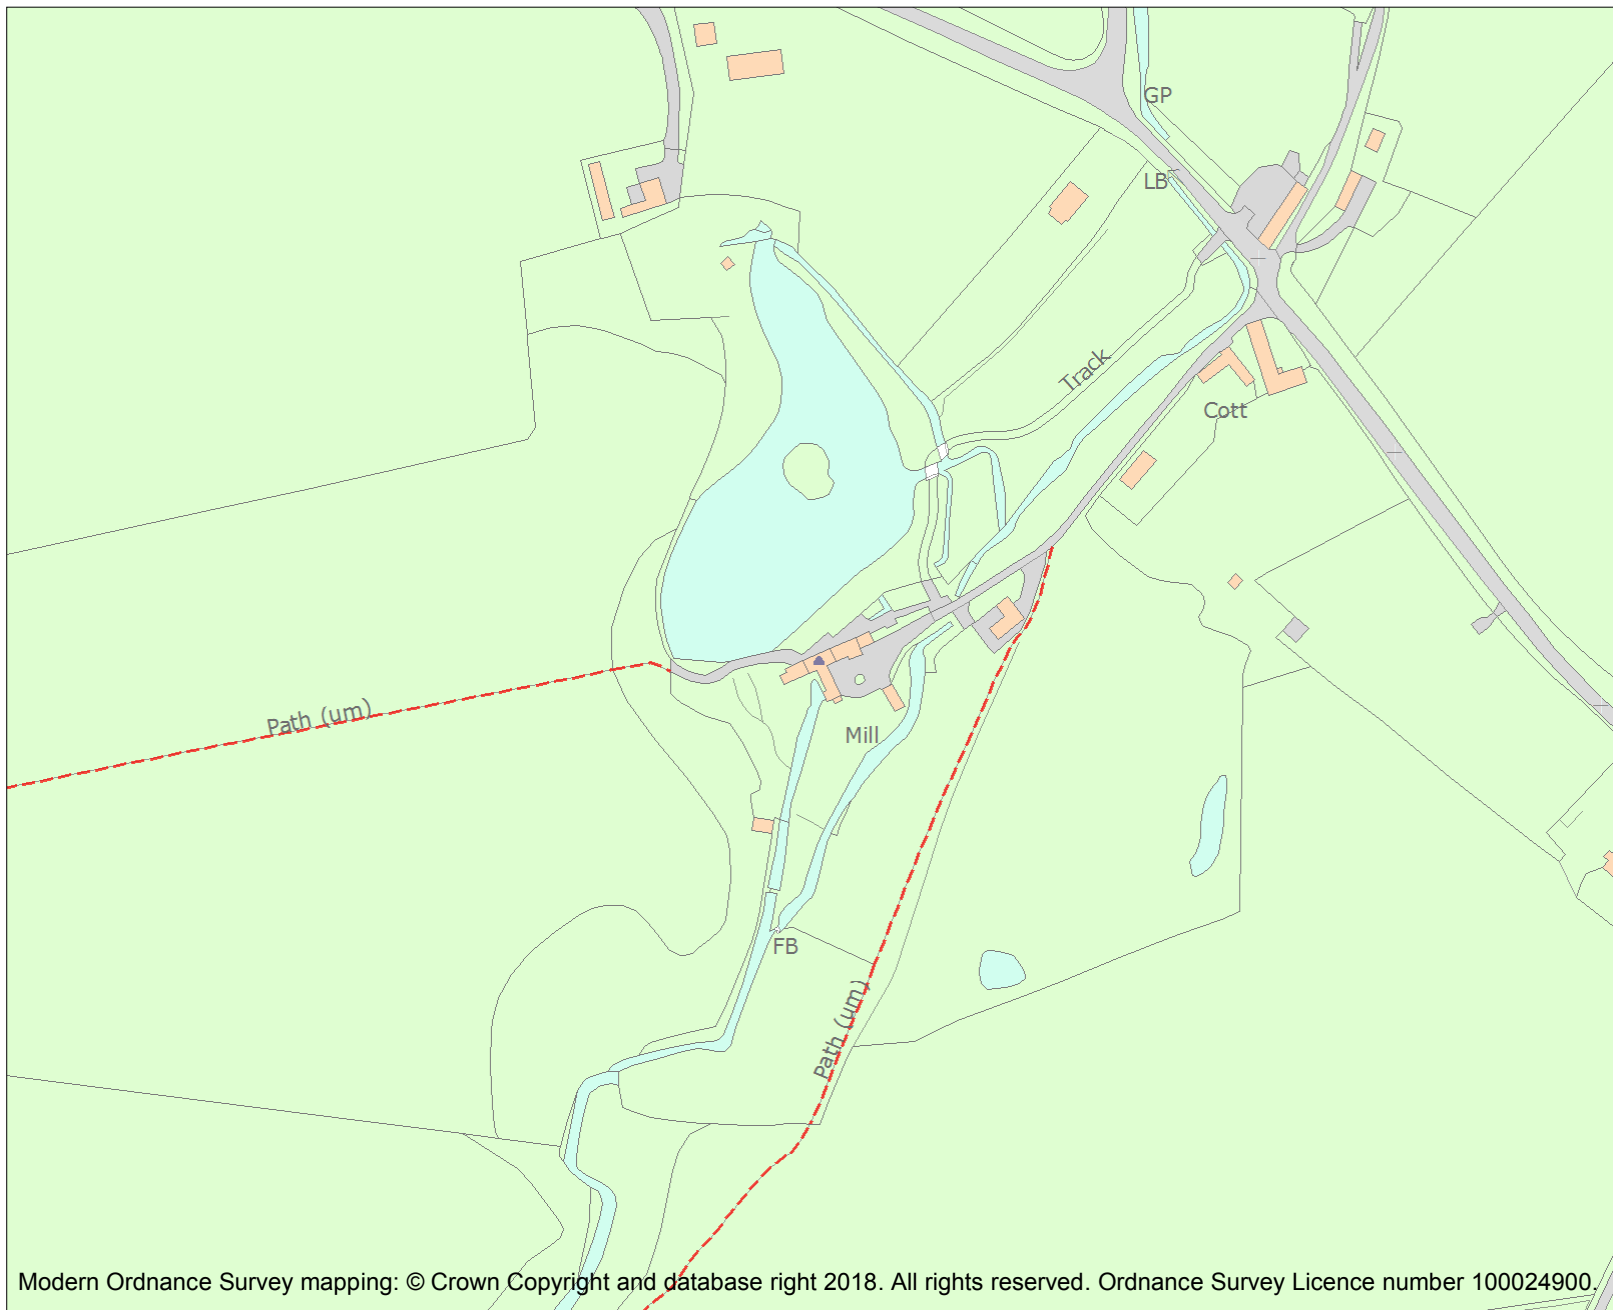 GP
LB
Track
Cott
Path (um)
Mill
FB
Path (um)
Modern Ordnance Survey mapping: © Crown Copyright and database right 2018. All rights reserved. Ordnance Survey Licence number 100024900.